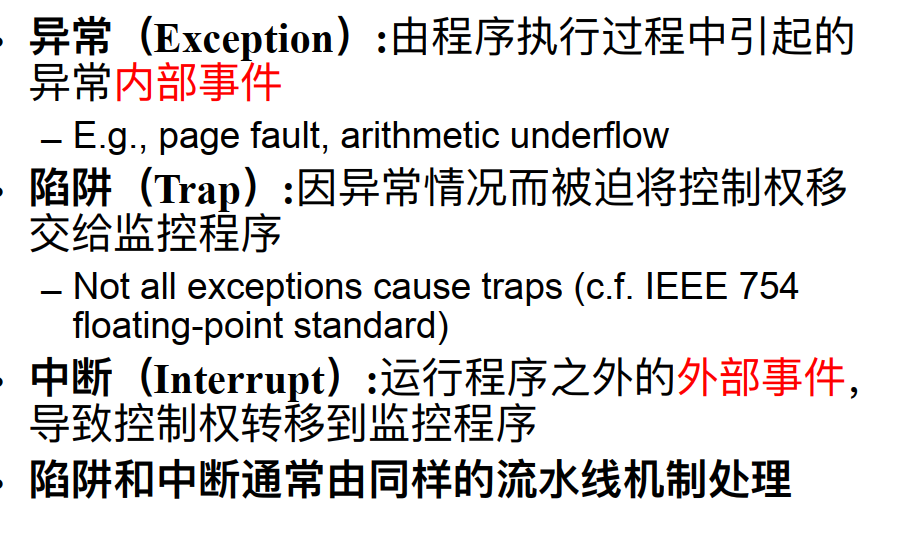 • 异常（Exception）:由程序执行过程中引起的
异常内部事件
– E.g., page fault, arithmetic underflow
• 陷阱（Trap）:因异常情况而被迫将控制权移
交给监控程序
– Not all exceptions cause traps (c.f. IEEE 754
floating-point standard)
• 中断（Interrupt）:运行程序之外的外部事件,
导致控制权转移到监控程序
• 陷阱和中断通常由同样的流水线机制处理